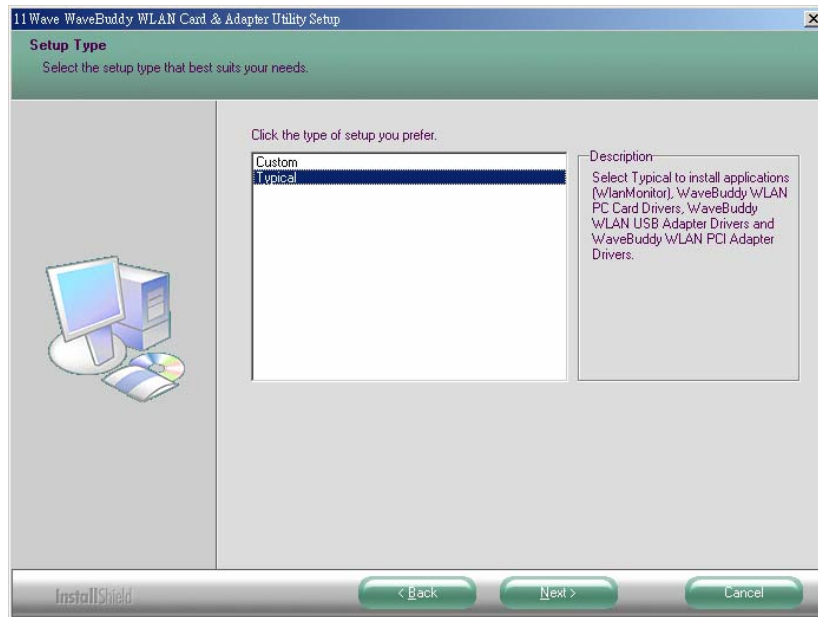 11Wave WaveBuddy WLAN Card & Adapter Utility Setup
Setup Type
Select the setup type that best suits your needs.
Click the type of setup you prefer.
Custom
Typical
Description
Select Typical to install applications
(WlanMonitor), WaveBuddy WLAN
PC Card Drivers, WaveBuddy
WLAN USB Adapter Drivers and
WaveBuddy WLAN PCI Adapter
Drivers.
InstallShield
< Back
Next >
Cancel